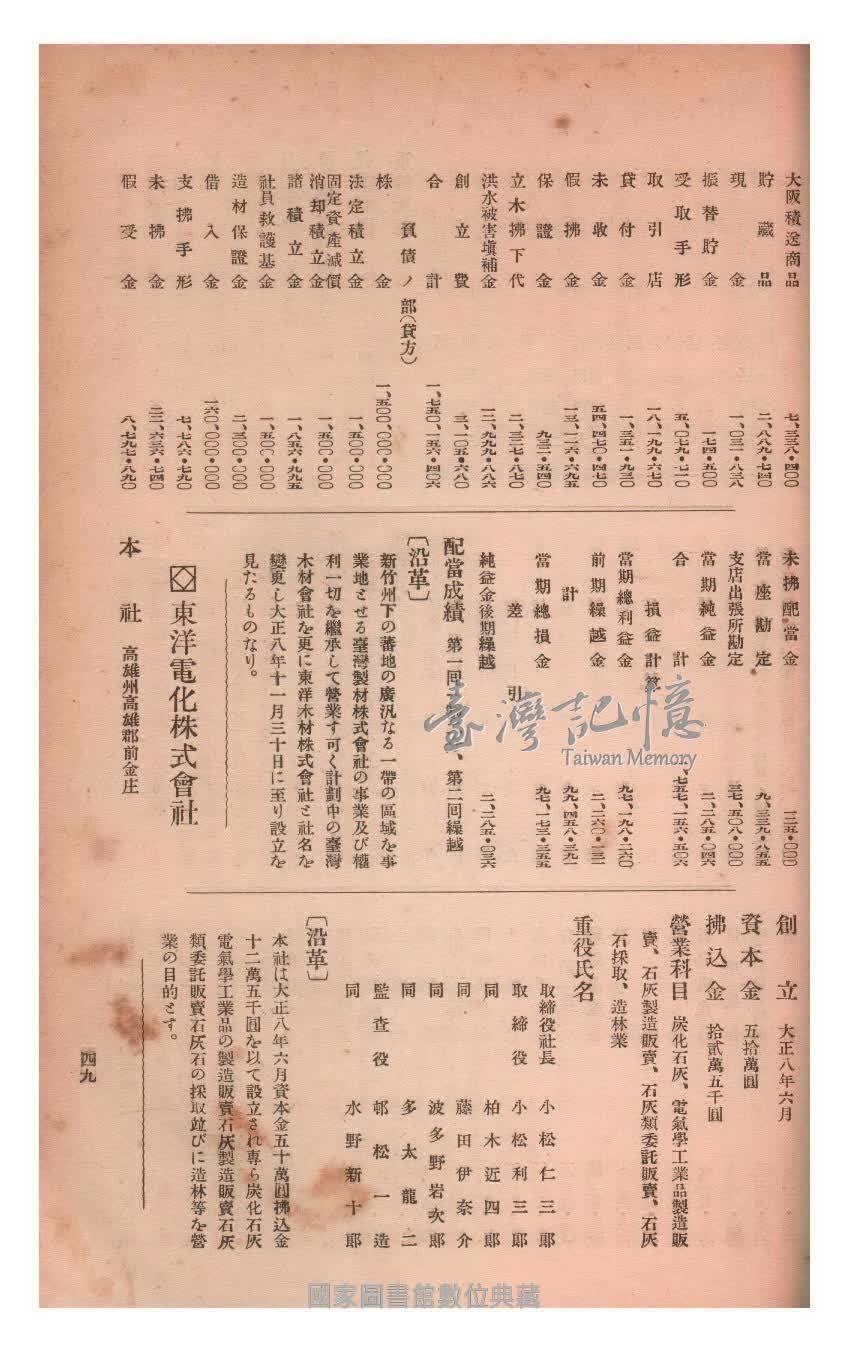 大阪積送商品 七、三三八・四〇〇
貯藏品 二、八八九・七四〇
現金 一、〇三一・八三八
振替貯金 一七四・五〇〇
受取手形 五、〇七九・七一〇
取引店 一八、一九九・六七〇
貸付金 一、三五一・九三〇
未收金 五四、四七〇・四七〇
假拂金 一三、一二六・六九五
保證金 九三二・五四〇
立木拂下代 二、三二七・八七〇
洪水被害塡補金 一二、九九九・八八六
創立費 三、一〇五・六八〇
合計 一、七五〇、一五六・四〇六
資債ノ部(貸方)
株金 一、五〇〇、〇〇〇・〇〇〇
法定積立金 一、五〇〇・〇〇〇
固定資產減價消却積立金 一、五〇〇・〇〇〇
諸積立金 一、八五六・九九五
社員救護基金 一、五〇〇・〇〇〇
造材保證金 二、三〇〇・〇〇〇
借入金 一六〇、〇〇〇・〇〇〇
支拂手形 七、七八六・七九〇
未拂金 二二、六三六・七四〇
假受金 八、七九七・八九〇
未拂配當金 一三五・〇〇〇
當座勘定 九、三三九・八五五
支店出張所勘定 三七、五〇八・〇〇〇
當期純益金 二、二八五・〇四六
合計 一、七五七、一五六・五〇六
損益計算
當期總利益金 九七、一九八・二六〇
前期繰越金 二、二六〇・一三一
計 九九、四五八・三九一
當期總損金 九七、一七三・三五五
差引
純益金後期繰越 二、二八五・〇三六
配當成績 第一回 、第二回繰越
〔沿革〕
新竹州下の蕃地の廣汎なる一帶の區域を事
業地とせる臺灣製材株式會社の事業及び權
利一切を繼承して營業す可く計劃中の臺灣
木材會社を更に東洋木材株式會社と社名を
變更し大正八年十一月三十日に至り設立を
見たるものなり。
東洋電化株式會社
本社 高雄州高雄郡前金庄
創立 大正八年六月
資本金 五拾萬圓
拂込金 拾貳萬五千圓
營業科目 炭化石灰、電氣學工業品製造販
賣、石灰製造販賣、石灰類委託販賣、石灰
石採取、造林業
重役氏名
取締役社長 小松仁三郎
取締役 小松利三郎
同 柏木近四郎
同 藤田伊奈介
同 波多野岩次郎
同 多太龍二
監査役 邨松一造
同 水野新十郎
〔沿革〕
本社は大正八年六月資本金五十萬圓拂込金
十二萬五千圓を以て設立され專ら炭化石灰
電氣學工業品の製造販賣石灰製造販賣石灰
類委託販賣石灰石の採取竝びに造林等を營
業の目的とす。
四九
臺灣記憶
Taiwan Memory
國家圖書館數位典藏